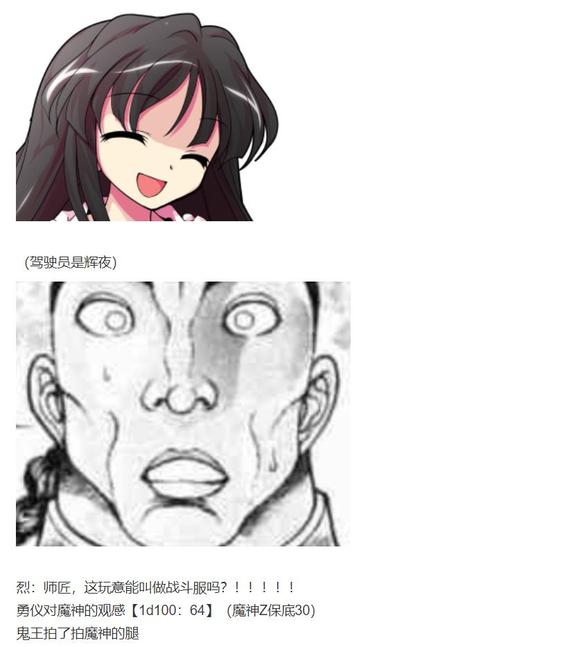 （驾驶员是辉夜）
烈：师匠，这玩意能叫做战斗服吗？！！！！！
勇仪对魔神的观感【1d100：64】（魔神Z保底30）
鬼王拍了拍魔神的腿